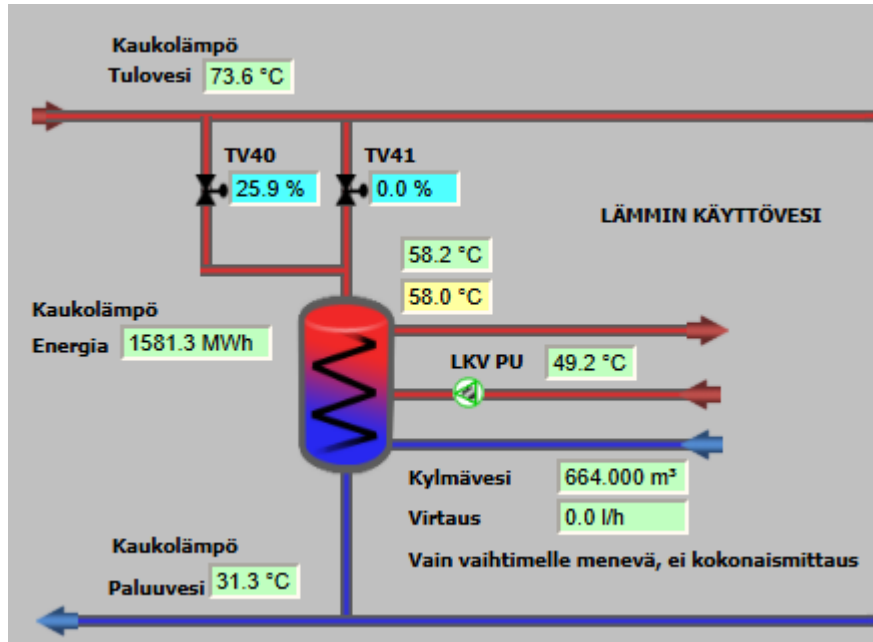 Kaukolämpö
Tulovesi 73.6 °C
TV40 TV41
25.9 % 0.0 %
LÄMMIN KÄYTTÖVESI
58.2 °C
58.0 °C
Kaukolämpö
Energia 1581.3 MWh
LKV PU 49.2 °C
Kylmävesi 664.000 m³
Virtaus 0.0 l/h
Kaukolämpö
Vain vaihtimelle menevä, ei kokonaismittaus
Paluuvesi 31.3 °C